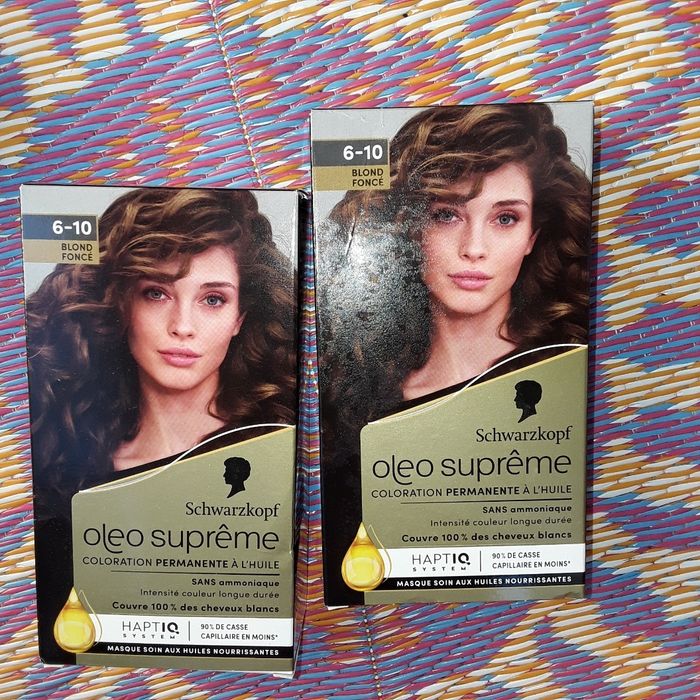 6-10
BLOND
FONCÉ
Schwarzkopf
oleo suprême
COLORATION PERMANENTE À L'HUILE
SANS ammoniaque
Intensité couleur longue durée
Couvre 100% des cheveux blancs
HAPTIQ
SYSTEM
90% DE CASSE
CAPILLAIRE EN MOINS*
MASQUE SOIN AUX HUILES NOURRISSANTES
6-10
BLOND
FONCÉ
Schwarzkopf
oleo suprême
COLORATION PERMANENTE À L'HUILE
SANS ammoniaque
Intensité couleur longue durée
Couvre 100% des cheveux blancs
HAPTIQ
SYSTEM
90% DE CASSE
CAPILLAIRE EN MOINS*
MASQUE SOIN AUX HUILES NOURRISSANTES